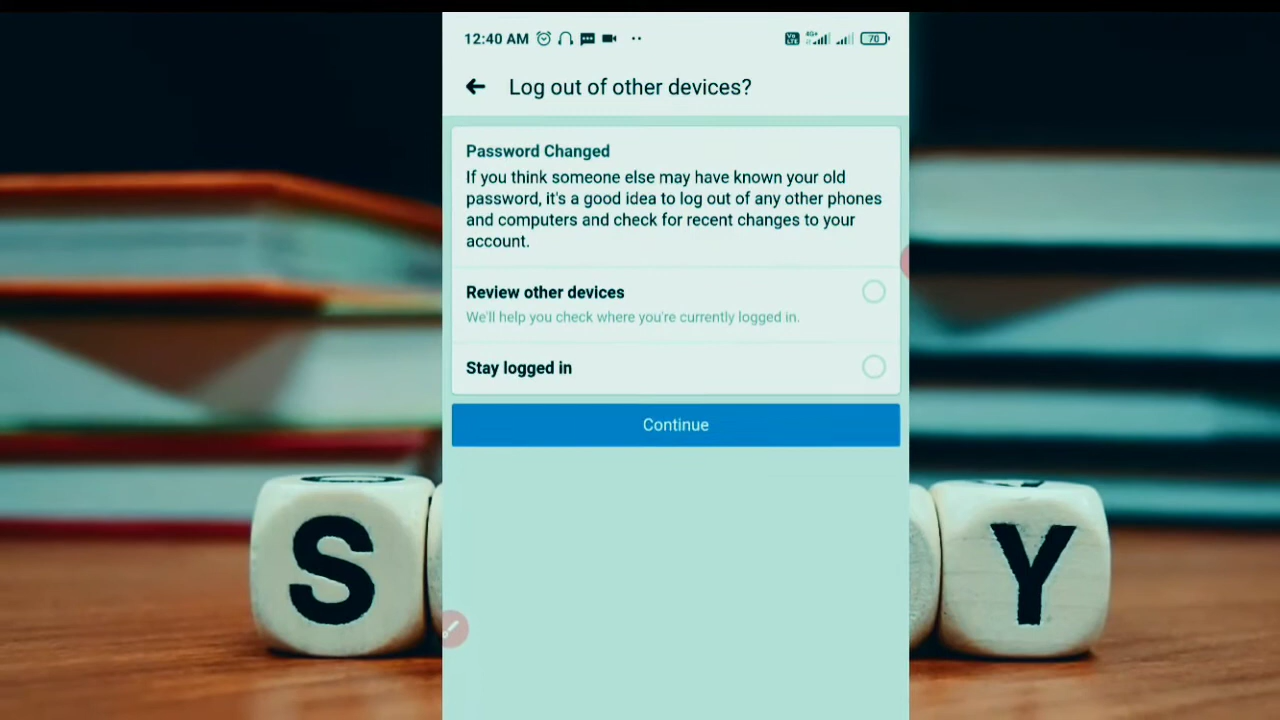 12:40 AM
70
Log out of other devices?
Password Changed
If you think someone else may have known your old
password, it's a good idea to log out of any other phones
and computers and check for recent changes to your
account.
Review other devices
We'll help you check where you're currently logged in.
Stay logged in
Continue
S
Y